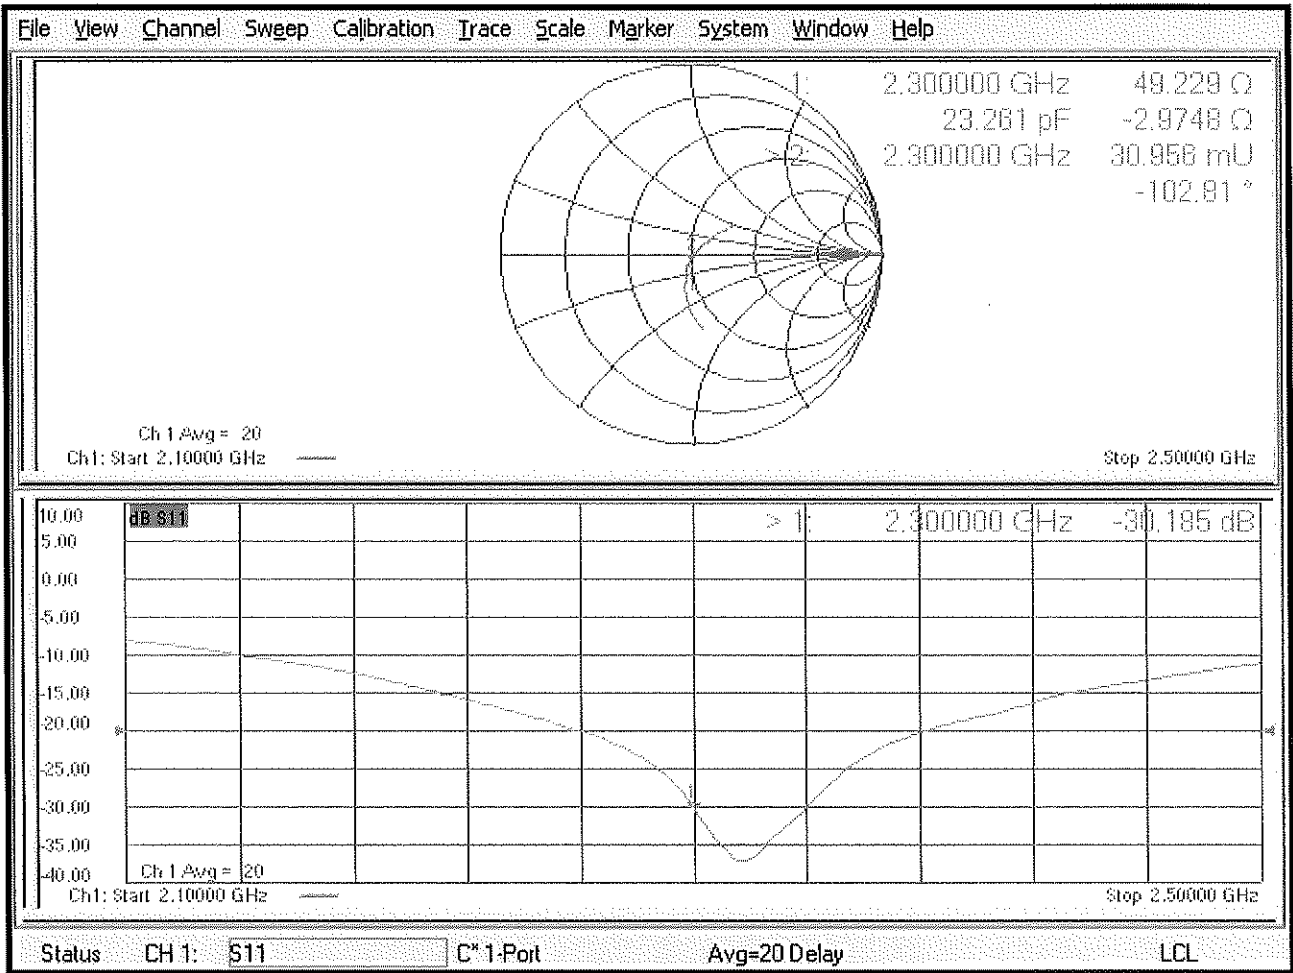 File View Channel Sweep Calibration Trace Scale Marker System Window Help
1: 2.300000 GHz 49.229 Ω
23.261 pF -2.9748 Ω
> 2: 2.300000 GHz 30.956 mU
-102.91 °
Ch 1 Avg = 20
Ch1: Start 2.10000 GHz
Stop 2.50000 GHz
10.00
dB S11
> 1: 2.300000 GHz -30.185 dB
5.00
0.00
-5.00
-10.00
-15.00
-20.00
-25.00
-30.00
-35.00
-40.00
Ch 1 Avg = 20
Ch1: Start 2.10000 GHz
Stop 2.50000 GHz
Status CH 1: S11 C* 1-Port Avg=20 Delay LCL